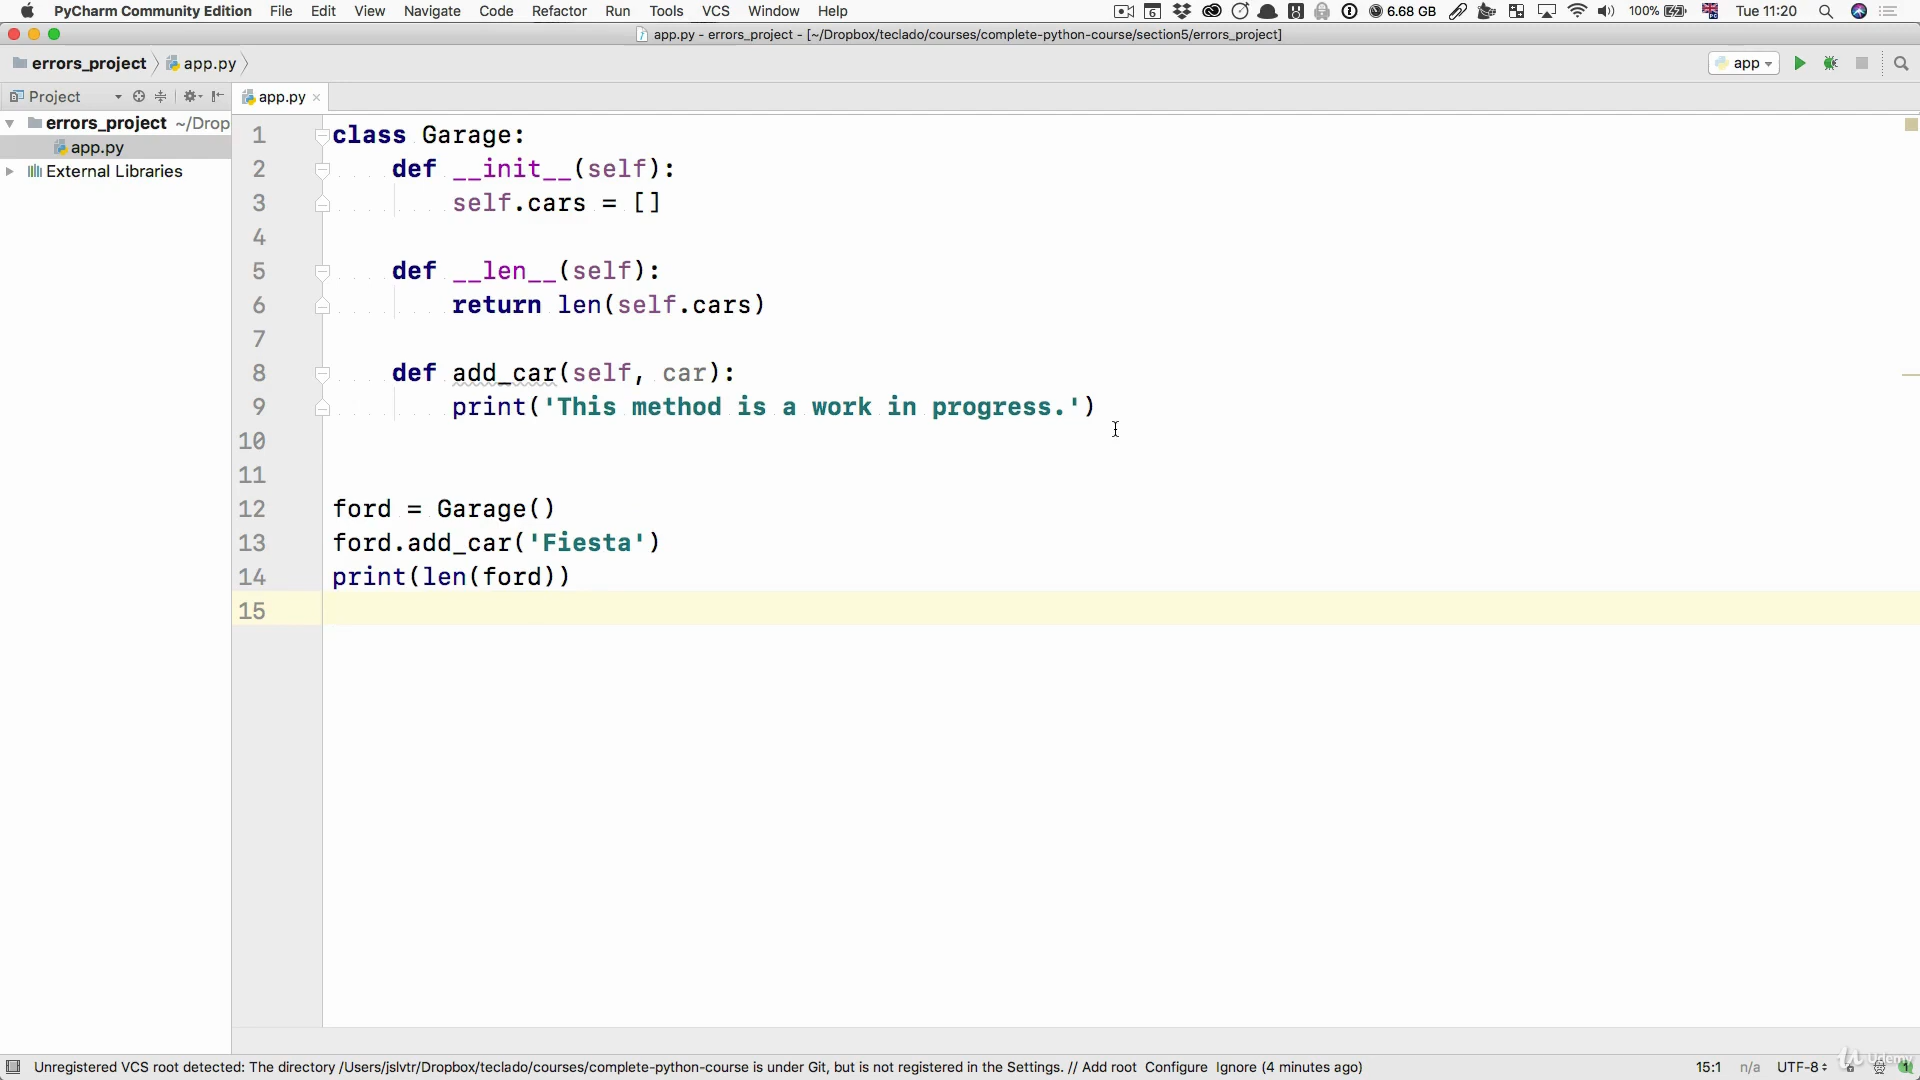 PyCharm Community Edition File Edit View Navigate Code Refactor Run Tools VCS Window Help 6 6.68 GB 100% Tue 11:20
app.py - errors_project - [~/Dropbox/teclado/courses/complete-python-course/section5/errors_project]
errors_project app.py app
Project app.py
errors_project ~/Drop
app.py
External Libraries
1 class Garage:
2 def __init__(self):
3 self.cars = []
4
5 def __len__(self):
6 return len(self.cars)
7
8 def add_car(self, car):
9 print('This method is a work in progress.')
10
11
12 ford = Garage()
13 ford.add_car('Fiesta')
14 print(len(ford))
15
Unregistered VCS root detected: The directory /Users/jslvtr/Dropbox/teclado/courses/complete-python-course is under Git, but is not registered in the Settings. // Add root Configure Ignore (4 minutes ago) 15:1 n/a UTF-8 1
Udemy